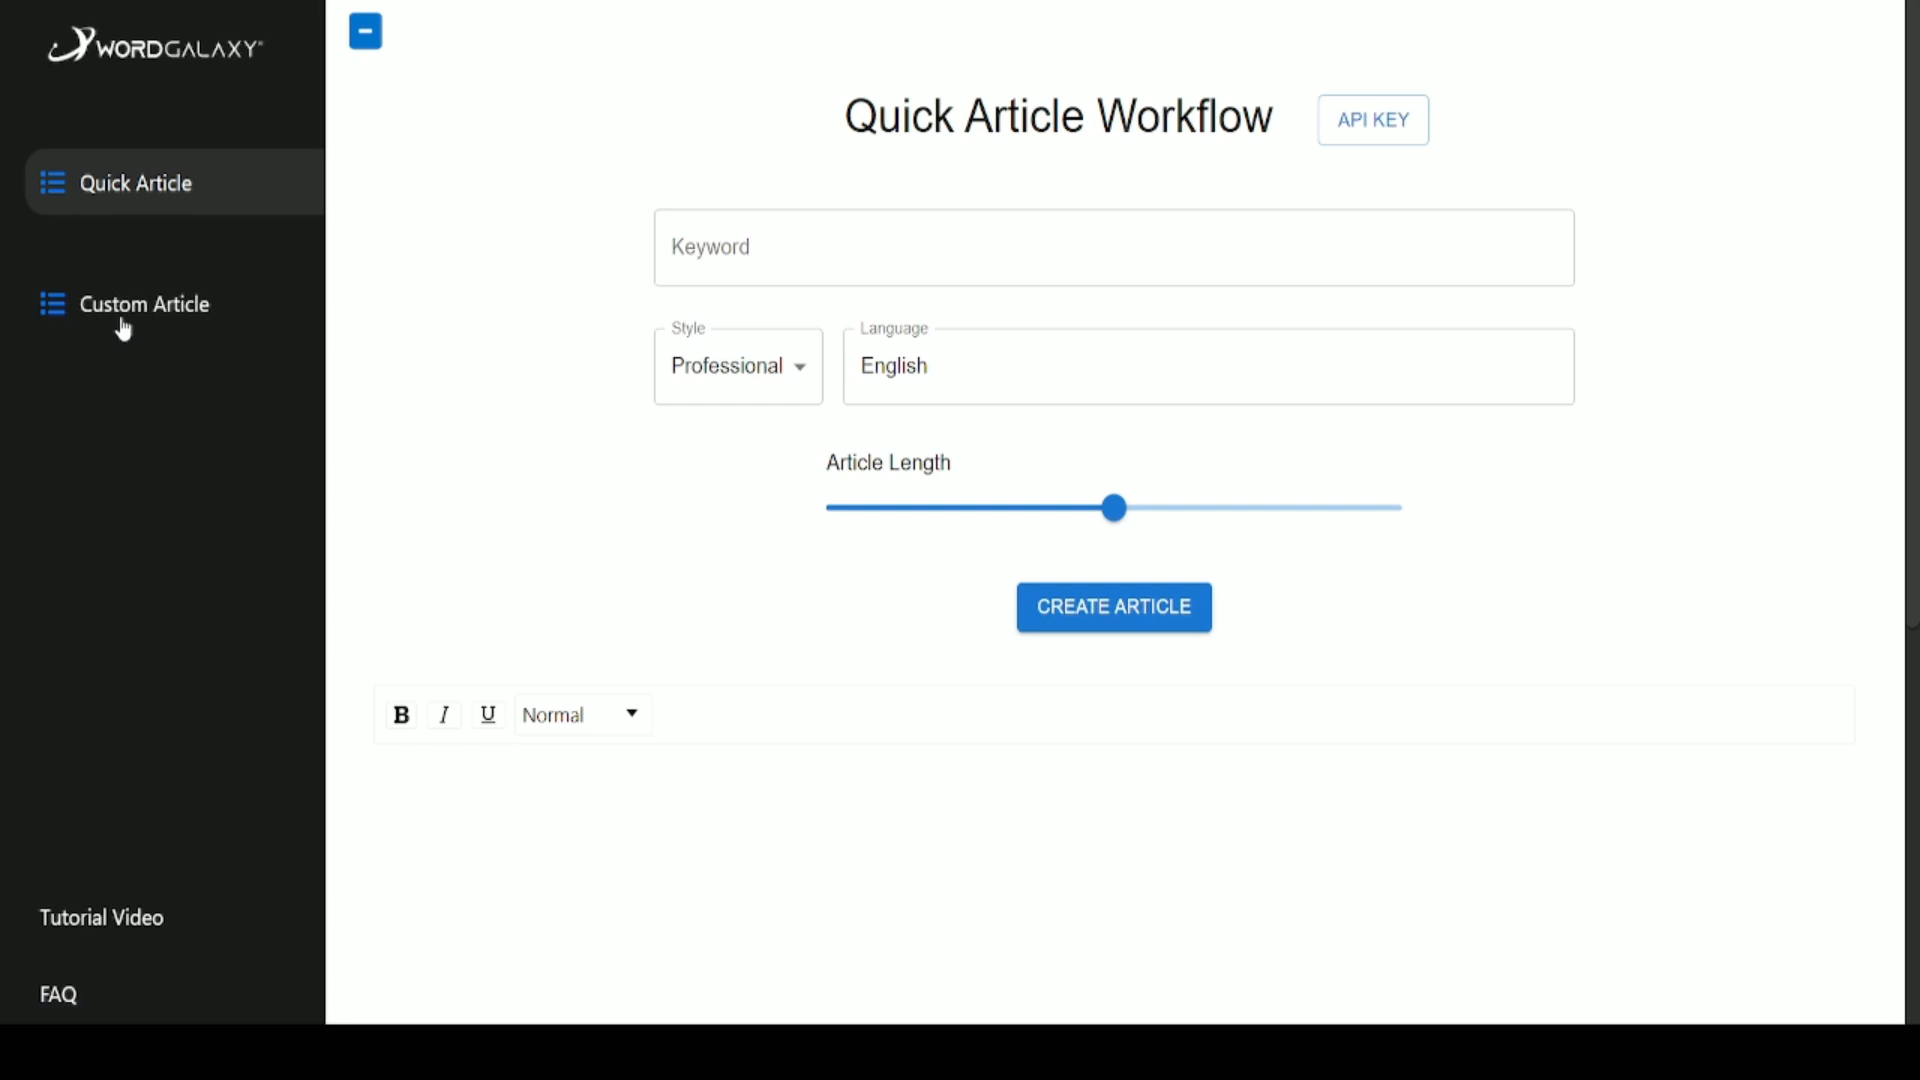 WORDGALAXY
Quick Article
Custom Article
Tutorial Video
FAQ
Quick Article Workflow
API KEY
Keyword
Style
Professional
Language
English
Article Length
CREATE ARTICLE
B I U Normal